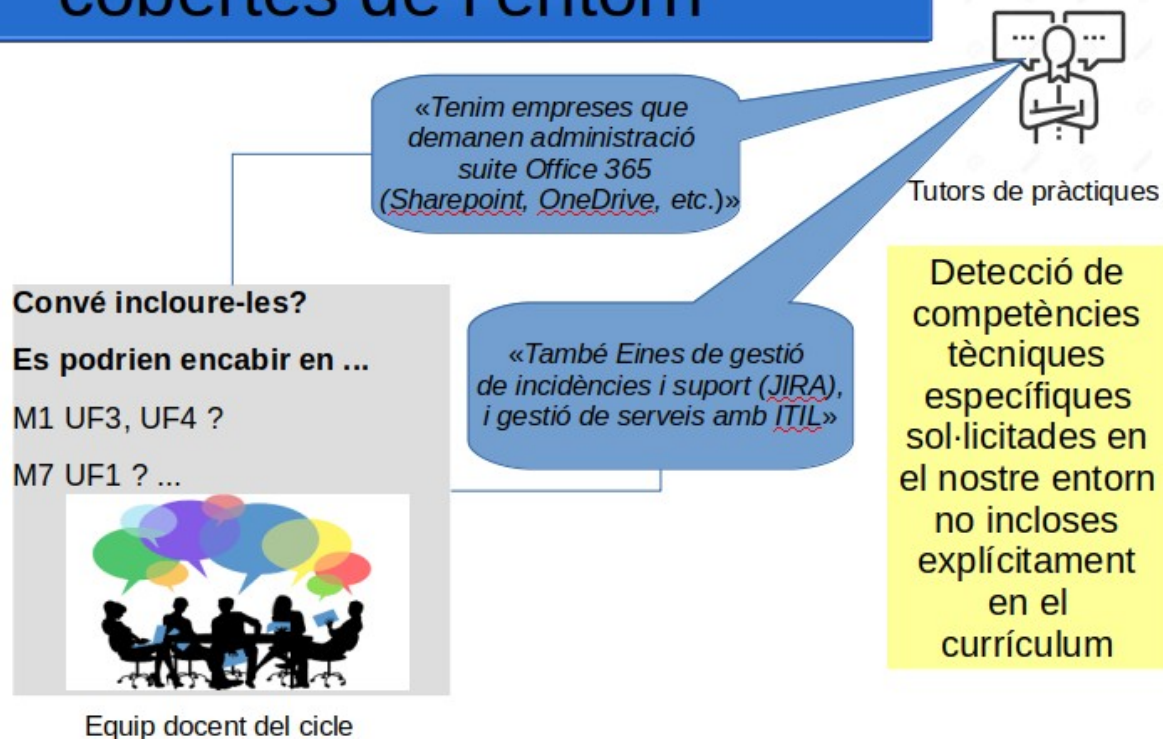 cobertes de l'entorn
«Tenim empreses que
demanen administració
suite Office 365
(Sharepoint, OneDrive, etc.)»
Tutors de pràctiques
Convé incloure-les?
Es podrien encabir en ...
M1 UF3, UF4 ?
M7 UF1 ? ...
«També Eines de gestió
de incidències i suport (JIRA),
i gestió de serveis amb ITIL»
Detecció de
competències
tècniques
específiques
sol·licitades en
el nostre entorn
no incloses
explícitament
en el
currículum
Equip docent del cicle